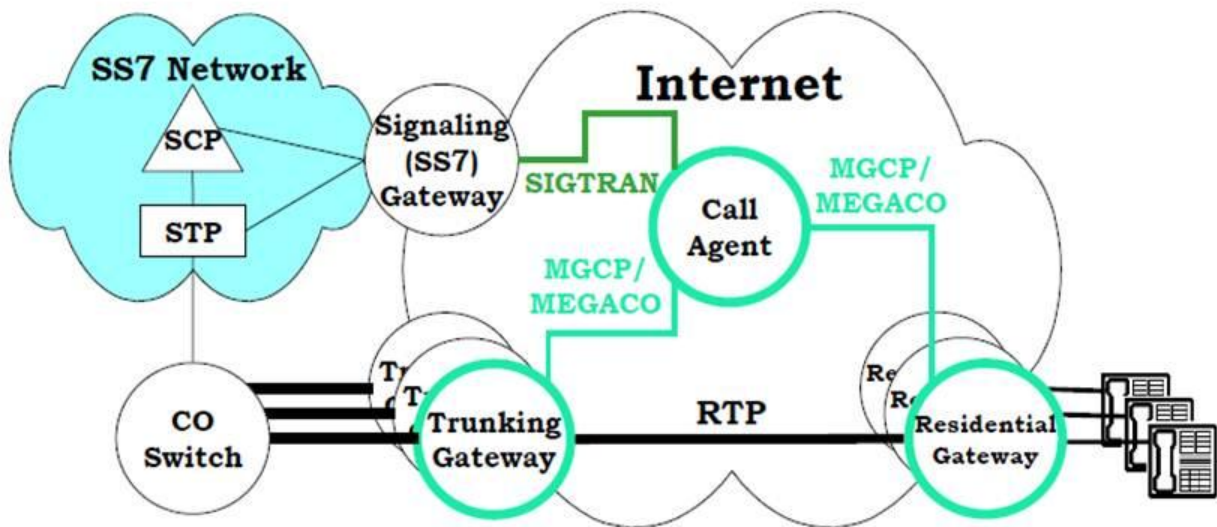 SS7 Network
SCP
STP
Signaling
(SS7)
Gateway
Internet
SIGTRAN
Call
Agent
MGCP/
MEGACO
MGCP/
MEGACO
CO
Switch
Trunking
Gateway
RTP
Residential
Gateway